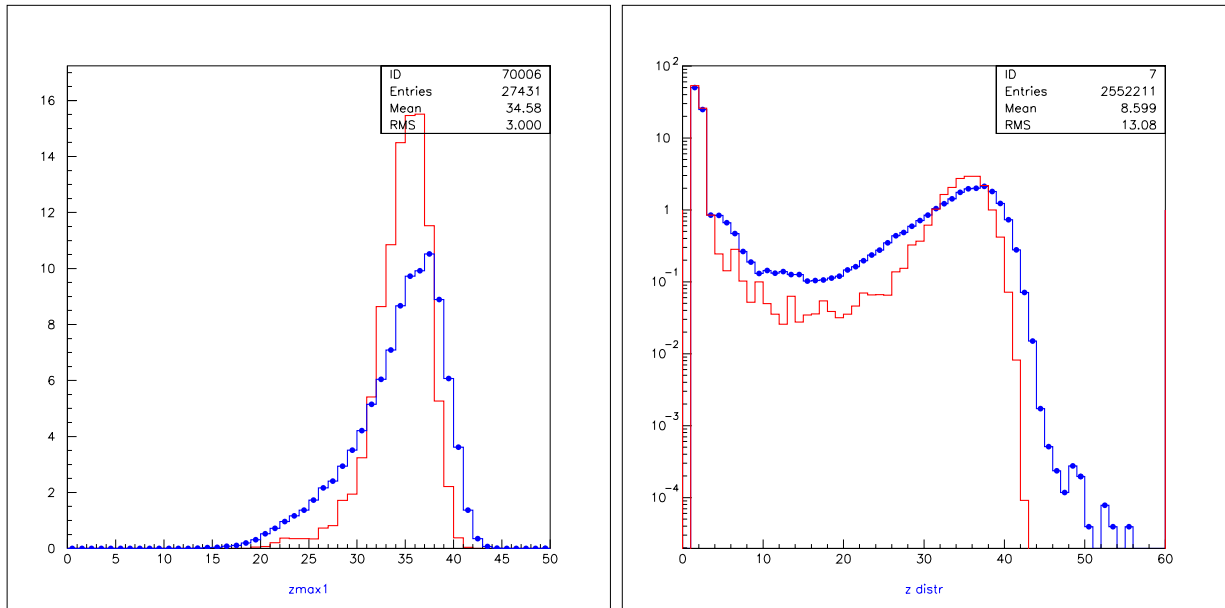 ID 70006
Entries 27431
Mean 34.58
RMS 3.000
16
14
12
10
8
6
4
2
0
0 5 10 15 20 25 30 35 40 45 50
zmax1
ID 7
Entries 2552211
Mean 8.599
RMS 13.08
10^2
10
1
10^-1
10^-2
10^-3
10^-4
0 10 20 30 40 50 60
z distr